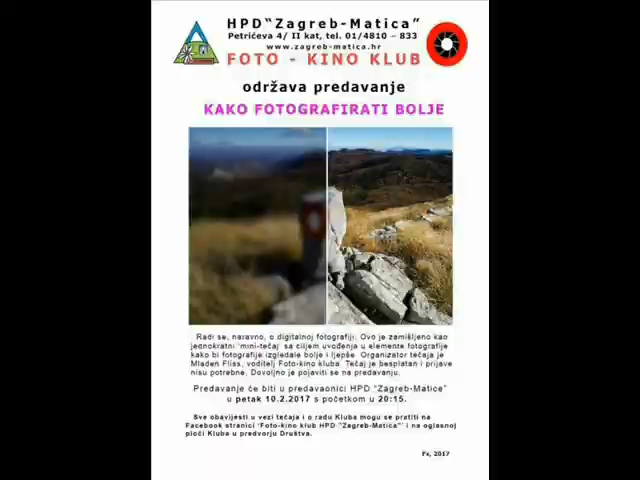 HPD“Zagreb-Matica”
Petrićeva 4/ II kat, tel. 01/4810 – 833
www.zagreb-matica.hr
FOTO - KINO KLUB
održava predavanje
KAKO FOTOGRAFIRATI BOLJE
Radi se, naravno, o digitalnoj fotografiji. Ovo je zamišljeno kao
jednokratni "mini-tečaj" sa ciljem uvođenja u elemente fotografije
kako bi fotografije izgledale bolje i ljepše. Organizator tečaja je
Mladen Fliss, voditelj Foto-kino kluba. Tečaj je besplatan i prijave
nisu potrebne. Dovoljno je pojaviti se na predavanju.
Predavanje će biti u predavaonici HPD “Zagreb-Matice”
u petak 10.2.2017 s početkom u 20:15.
Sve obavijesti u vezi tečaja i o radu Kluba mogu se pratiti na
Facebook stranici ‘Foto-kino klub HPD “Zagreb-Matica”’ i na oglasnoj
ploči Kluba u predvorju Društva.
Fs, 2017